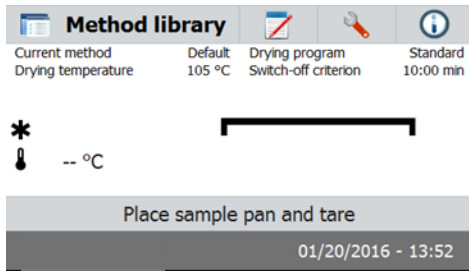 Method library
Current method Default Drying program Standard
Drying temperature 105 °C Switch-off criterion 10:00 min
-- °C
Place sample pan and tare
01/20/2016 - 13:52